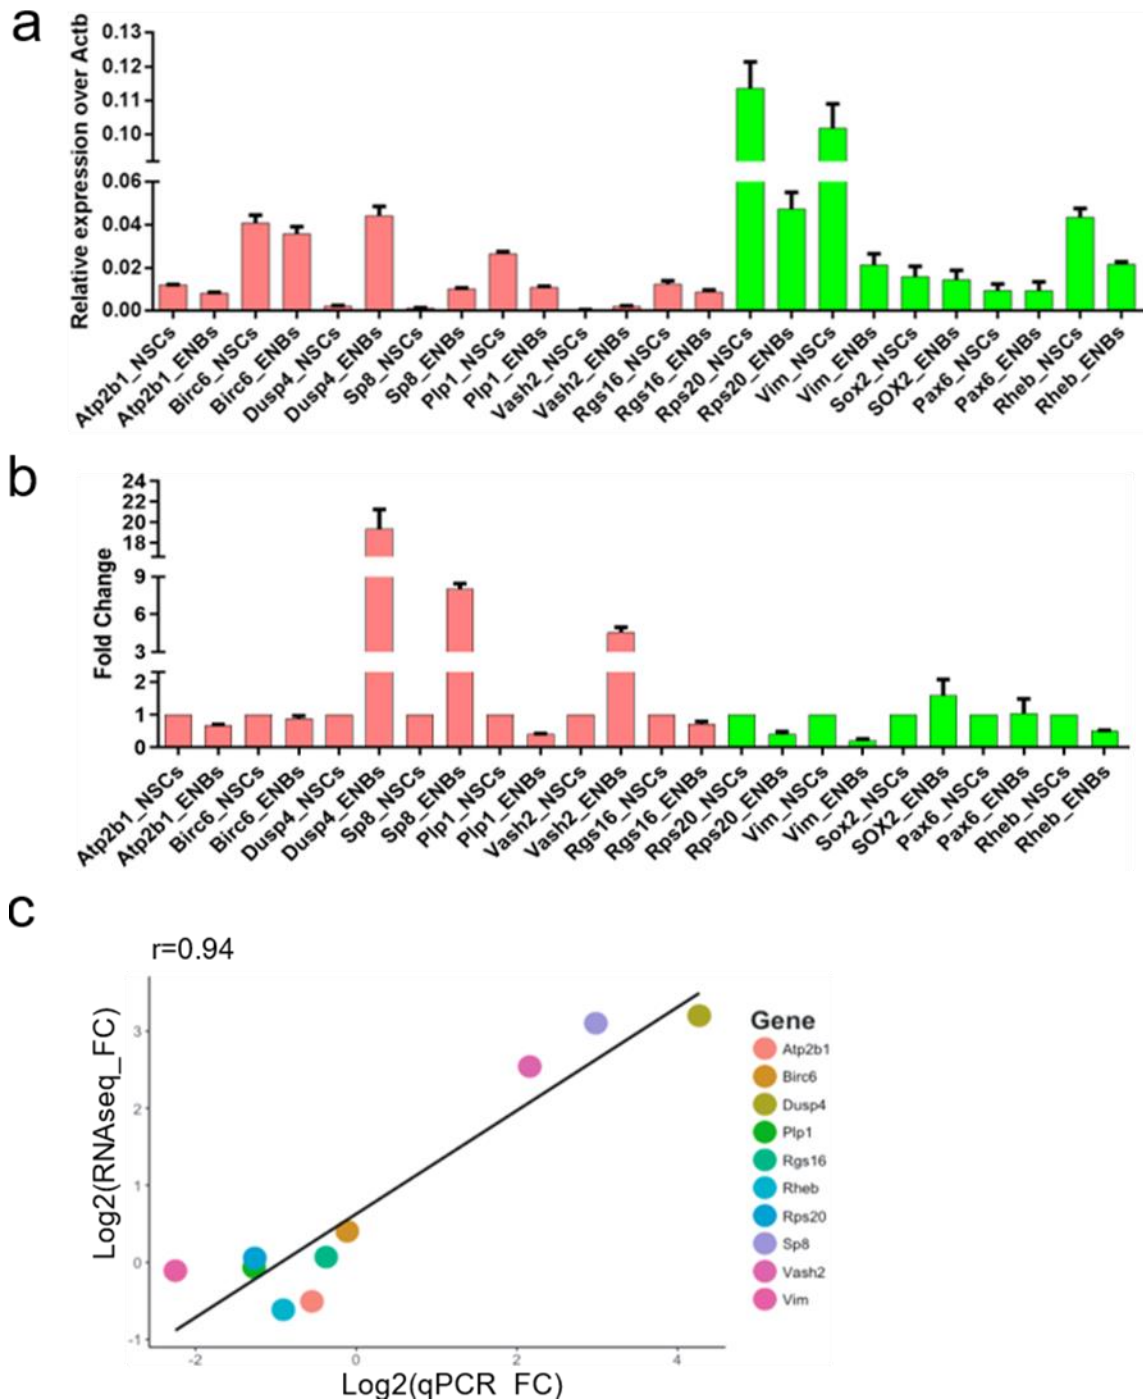 a
Relative expression over Actb
0.13
0.12
0.11
0.10
0.06
0.04
0.02
0.00
Atp2b1_NSCs
Atp2b1_ENBs
Birc6_NSCs
Birc6_ENBs
Dusp4_NSCs
Dusp4_ENBs
Sp8_NSCs
Sp8_ENBs
Plp1_NSCs
Plp1_ENBs
Vash2_NSCs
Vash2_ENBs
Rgs16_NSCs
Rgs16_ENBs
Rps20_NSCs
Rps20_ENBs
Vim_NSCs
Vim_ENBs
Sox2_NSCs
SOX2_ENBs
Pax6_NSCs
Pax6_ENBs
Rheb_NSCs
Rheb_ENBs
b
Fold Change
24
22
20
18
9
6
3
2
1
0
Atp2b1_NSCs
Atp2b1_ENBs
Birc6_NSCs
Birc6_ENBs
Dusp4_NSCs
Dusp4_ENBs
Sp8_NSCs
Sp8_ENBs
Plp1_NSCs
Plp1_ENBs
Vash2_NSCs
Vash2_ENBs
Rgs16_NSCs
Rgs16_ENBs
Rps20_NSCs
Rps20_ENBs
Vim_NSCs
Vim_ENBs
Sox2_NSCs
SOX2_ENBs
Pax6_NSCs
Pax6_ENBs
Rheb_NSCs
Rheb_ENBs
c
r=0.94
Log2(RNAseq_FC)
3
2
1
0
-1
-2
0
2
4
Log2(qPCR_FC)
Gene
Atp2b1
Birc6
Dusp4
Plp1
Rgs16
Rheb
Rps20
Sp8
Vash2
Vim